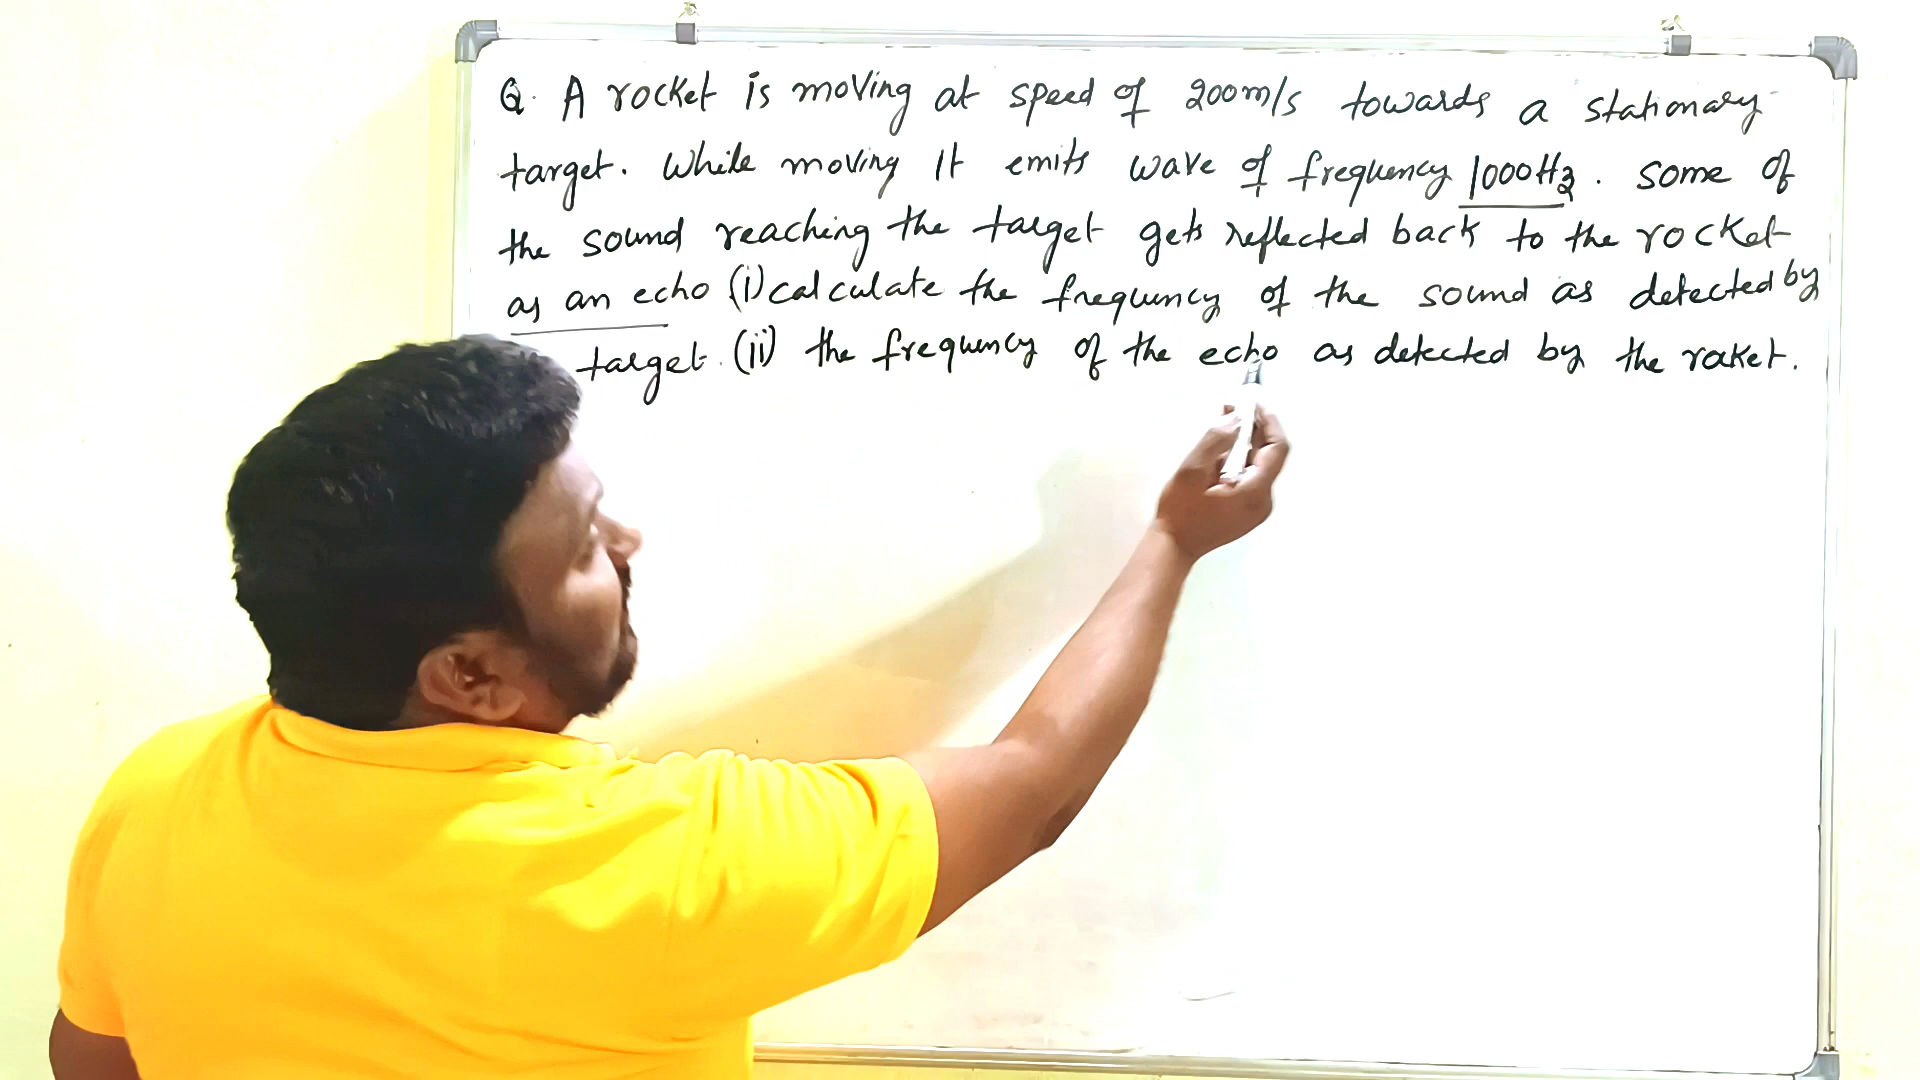 Q. A rocket is moving at speed of 200m/s towards a stationary
target. While moving it emits wave of frequency 1000Hz. some of
the sound reaching the target gets reflected back to the rocket
as an echo (i) calculate the frequency of the sound as detected by
target. (ii) the frequency of the echo as detected by the roket.